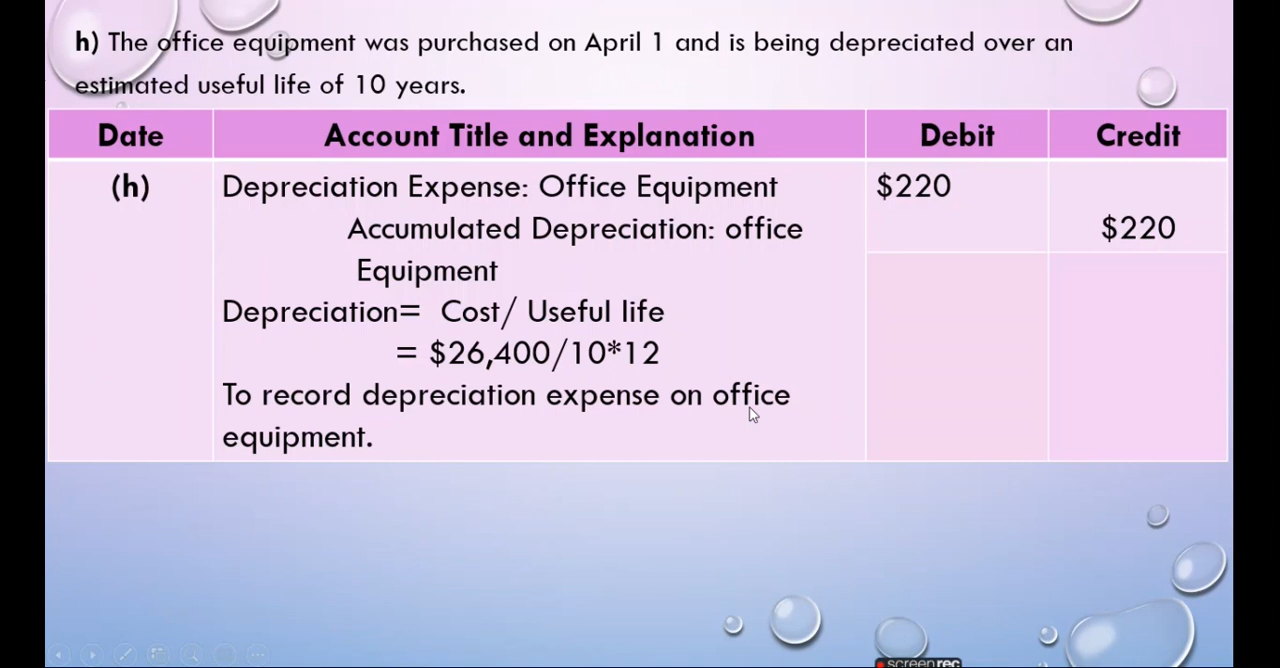 h) The office equipment was purchased on April 1 and is being depreciated over an
estimated useful life of 10 years.
Date Account Title and Explanation Debit Credit
(h) Depreciation Expense: Office Equipment $220
Accumulated Depreciation: office $220
Equipment
Depreciation= Cost/ Useful life
= $26,400/10*12
To record depreciation expense on office
equipment.
screenrec